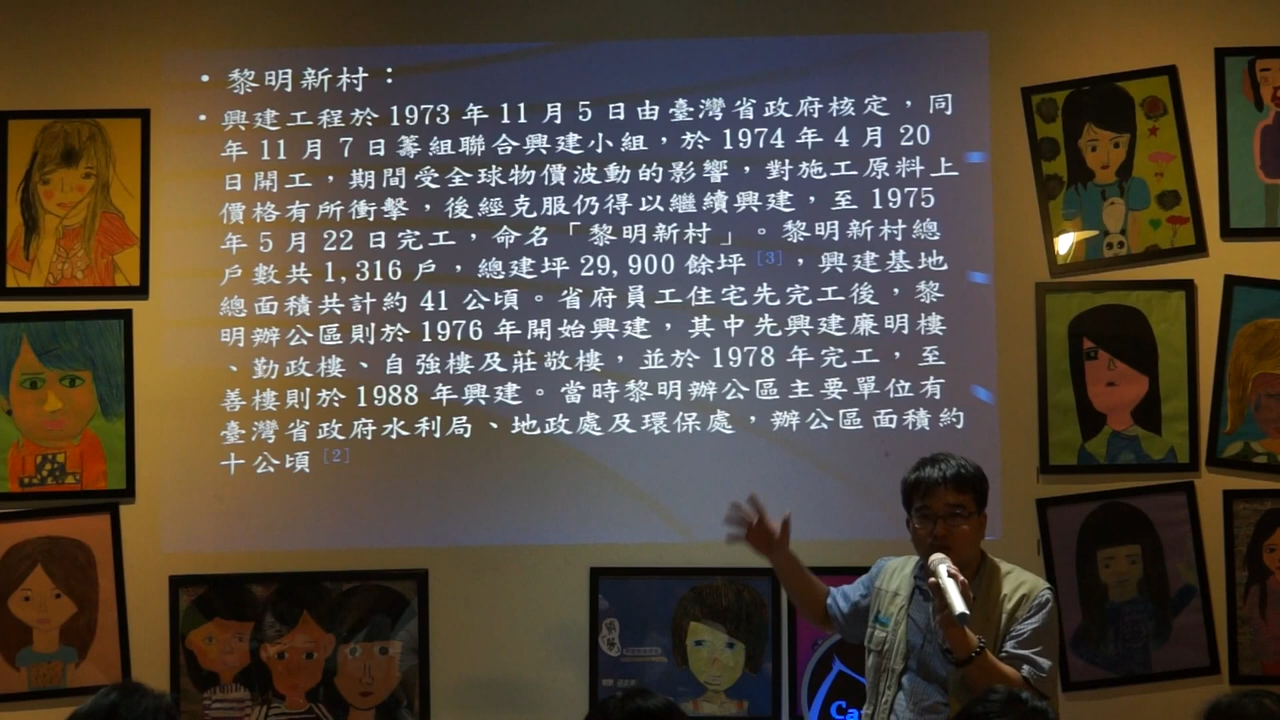 • 黎明新村：
• 興建工程於 1973 年 11 月 5 日由臺灣省政府核定，同
年 11 月 7 日籌組聯合興建小組，於 1974 年 4 月 20
日開工，期間受全球物價波動的影響，對施工原料上
價格有所衝擊，後經克服仍得以繼續興建，至 1975
年 5 月 22 日完工，命名「黎明新村」。黎明新村總
戶數共 1,316 戶，總建坪 29,900 餘坪 [3]，興建基地
總面積共計約 41 公頃。省府員工住宅先完工後，黎
明辦公區則於 1976 年開始興建，其中先興建廉明樓
、勤政樓、自強樓及莊敬樓，並於 1978 年完工，至
善樓則於 1988 年興建。當時黎明辦公區主要單位有
臺灣省政府水利局、地政處及環保處，辦公區面積約
十公頃 [2]
Ca